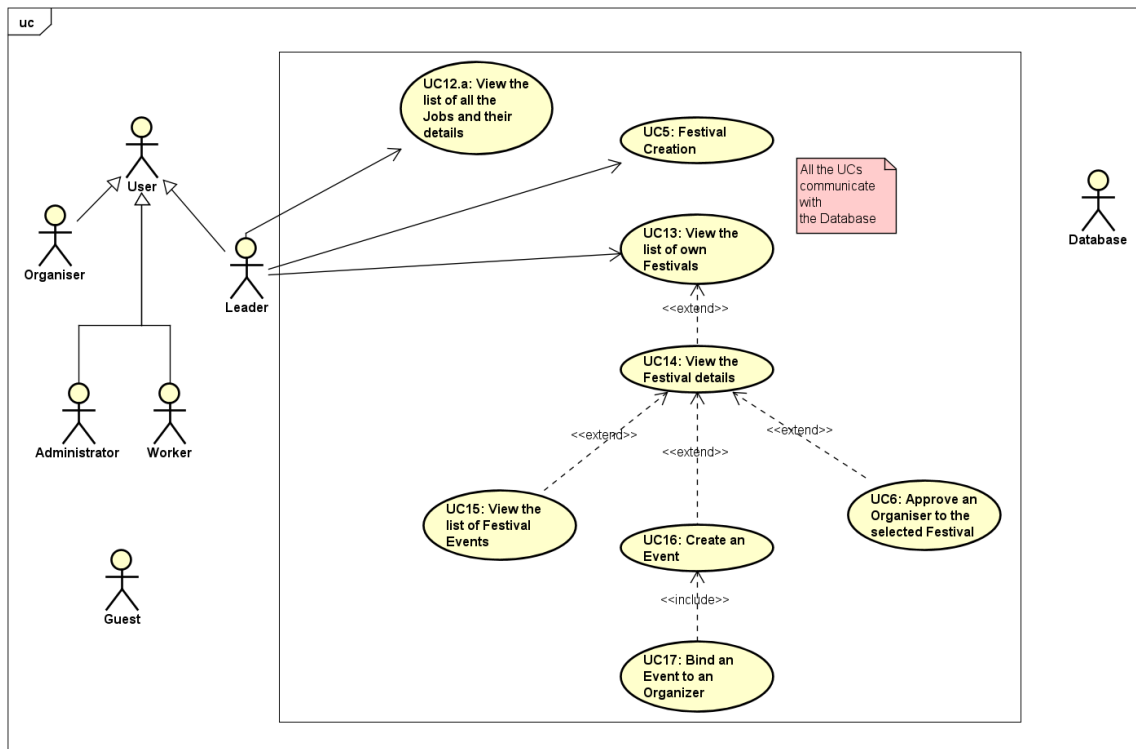 uc
UC12.a: View the
list of all the
Jobs and their
details
UC5: Festival
Creation
All the UCs
communicate
with
the Database
User
Organiser
Leader
Database
UC13: View the
list of own
Festivals
<<extend>>
UC14: View the
Festival details
Administrator
Worker
<<extend>>
<<extend>>
<<extend>>
UC15: View the
list of Festival
Events
UC16: Create an
Event
UC6: Approve an
Organiser to the
selected Festival
Guest
<<include>>
UC17: Bind an
Event to an
Organizer